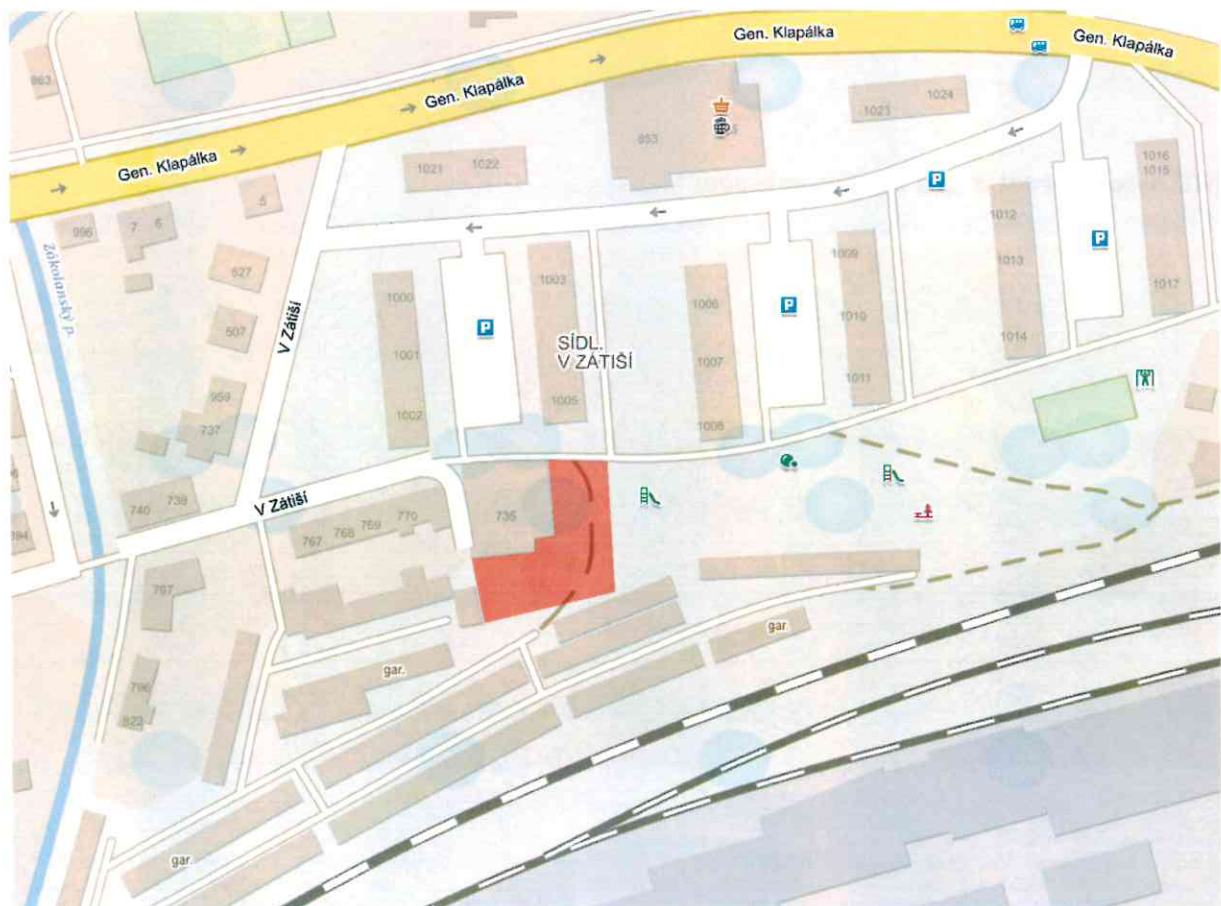 Gen. Klapálka
Gen. Klapálka
Gen. Klapálka
Gen. Klapálka
863
1023
1024
853
1021
1022
1016
1015
P
996
7
6
5
1012
Zákolanský p.
627
1003
1009
1013
P
1017
1000
1006
P
P
507
V Zátiší
SÍDL.
V ZÁTIŠÍ
1010
1014
1001
1007
959
1011
1002
1005
1008
737
740
739
V Zátiší
735
770
769
768
767
797
gar.
gar.
796
823
gar.